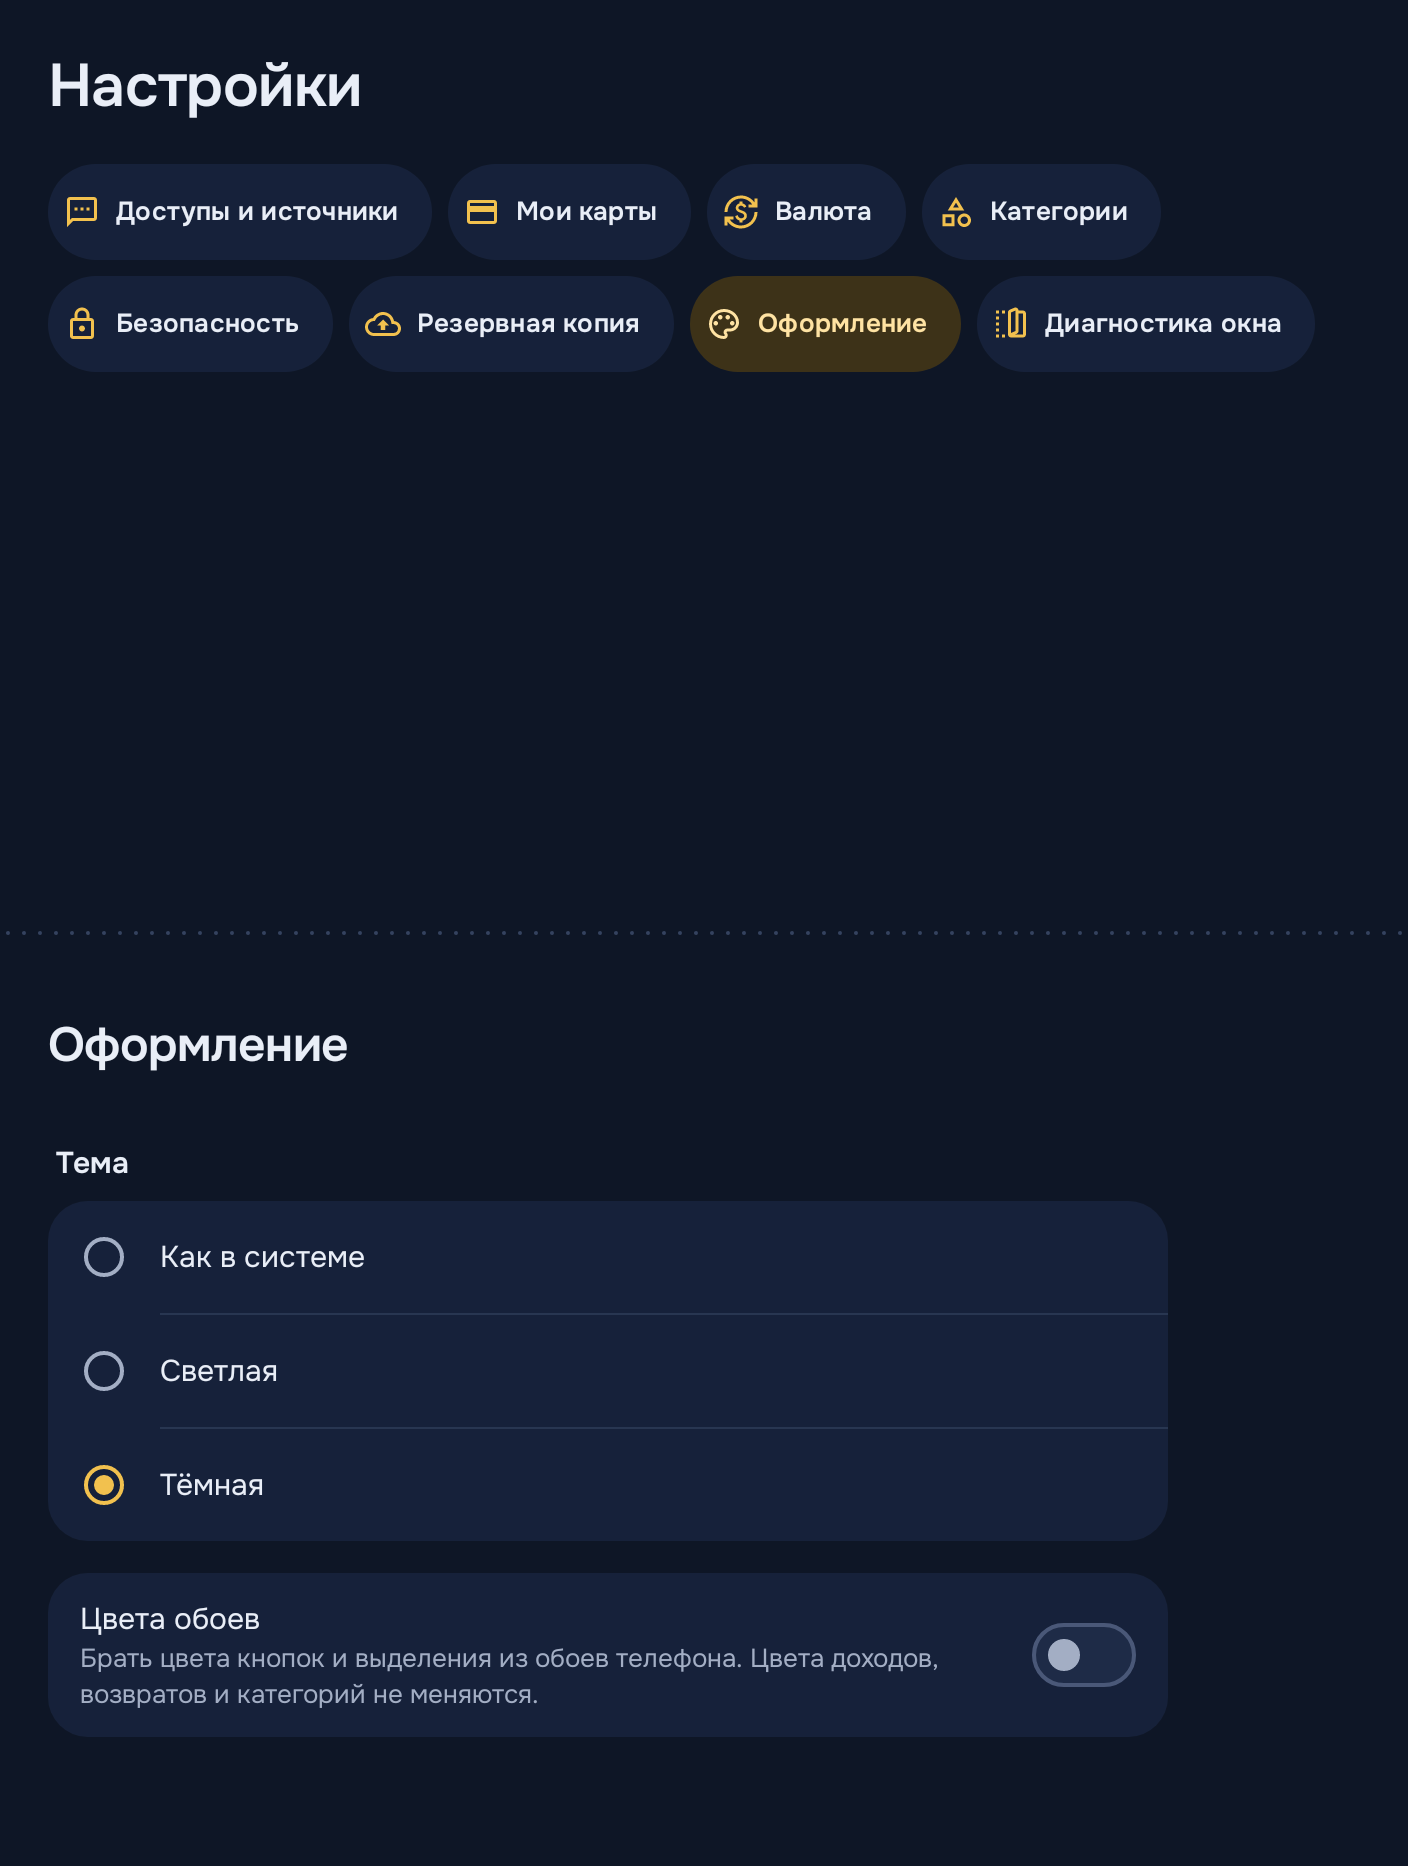 Настройки
Доступы и источники
Мои карты
Валюта
Категории
Безопасность
Резервная копия
Оформление
Диагностика окна
Оформление
Тема
Как в системе
Светлая
Тёмная
Цвета обоев
Брать цвета кнопок и выделения из обоев телефона. Цвета доходов,
возвратов и категорий не меняются.